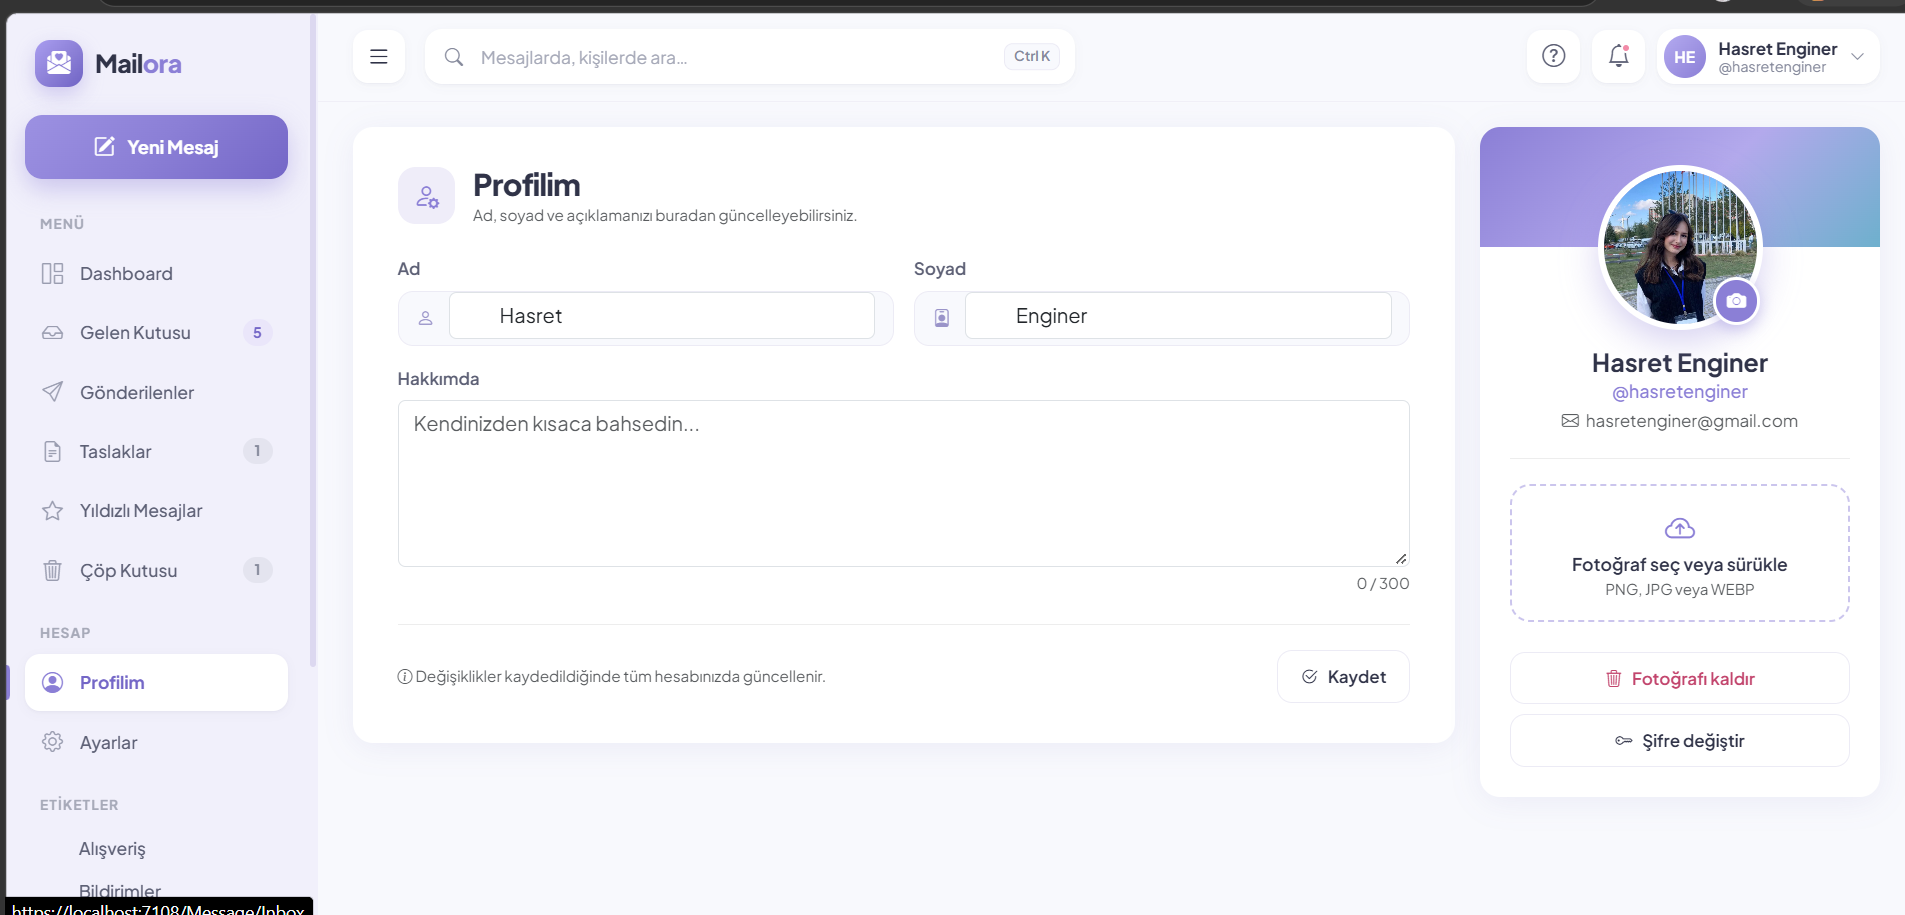 Mailora
Mesajlarda, kişilerde ara...
Ctrl K
HE
Hasret Enginer
@hasretenginer
Yeni Mesaj
MENÜ
Dashboard
Gelen Kutusu 5
Gönderilenler
Taslaklar 1
Yıldızlı Mesajlar
Çöp Kutusu 1
HESAP
Profilim
Ayarlar
ETİKETLER
Alışveriş
Bildirimler
https://localhost:7108/Message/Inbox
Profilim
Ad, soyad ve açıklamanızı buradan güncelleyebilirsiniz.
Ad
Hasret
Soyad
Enginer
Hakkımda
Kendinizden kısaca bahsedin...
0 / 300
Değişiklikler kaydedildiğinde tüm hesabınızda güncellenir.
Kaydet
Hasret Enginer
@hasretenginer
hasretenginer@gmail.com
Fotoğraf seç veya sürükle
PNG, JPG veya WEBP
Fotoğrafı kaldır
Şifre değiştir